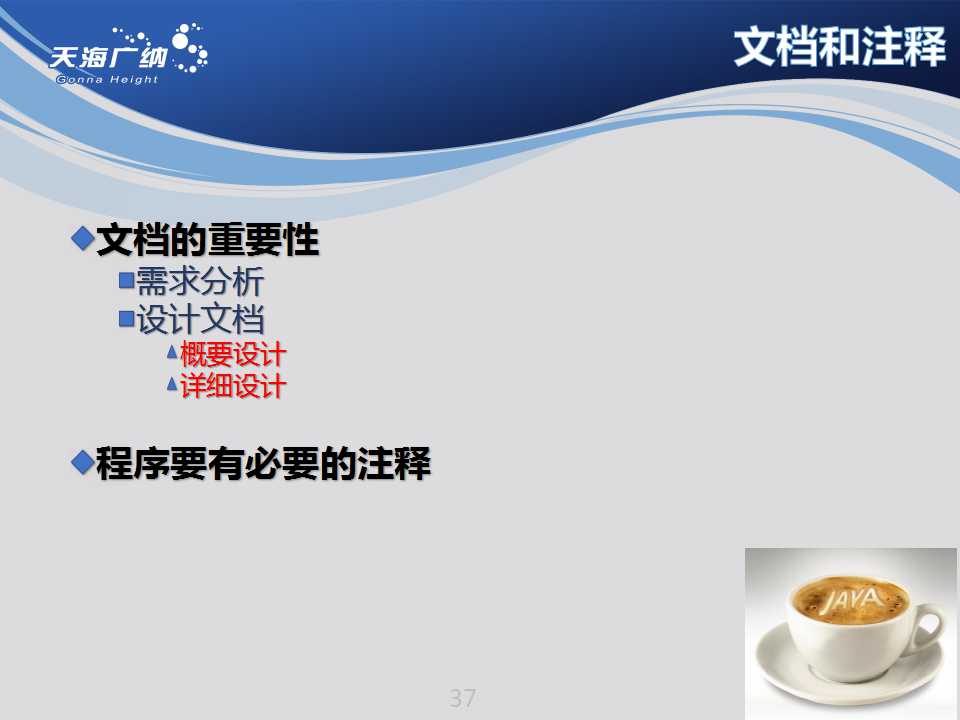 天海广纳
Gonna Height
文档和注释
文档的重要性
需求分析
设计文档
概要设计
详细设计
程序要有必要的注释
JAVA
37